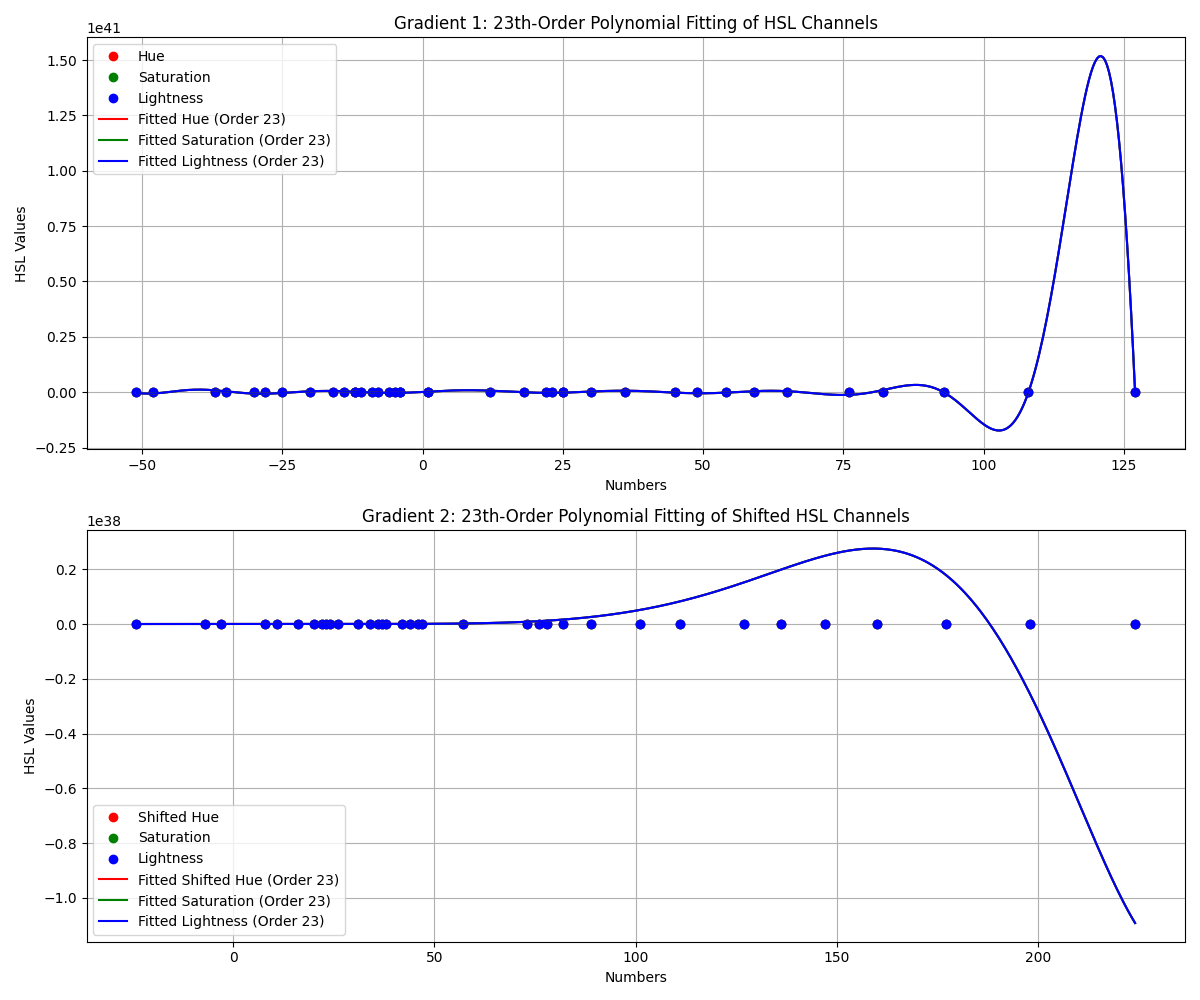 Gradient 1: 23th-Order Polynomial Fitting of HSL Channels
1e41
1.50
1.25
1.00
0.75
0.50
0.25
0.00
−0.25
HSL Values
Hue
Saturation
Lightness
Fitted Hue (Order 23)
Fitted Saturation (Order 23)
Fitted Lightness (Order 23)
−50 −25 0 25 50 75 100 125
Numbers
Gradient 2: 23th-Order Polynomial Fitting of Shifted HSL Channels
1e38
0.2
0.0
−0.2
−0.4
−0.6
−0.8
−1.0
HSL Values
Shifted Hue
Saturation
Lightness
Fitted Shifted Hue (Order 23)
Fitted Saturation (Order 23)
Fitted Lightness (Order 23)
0 50 100 150 200
Numbers